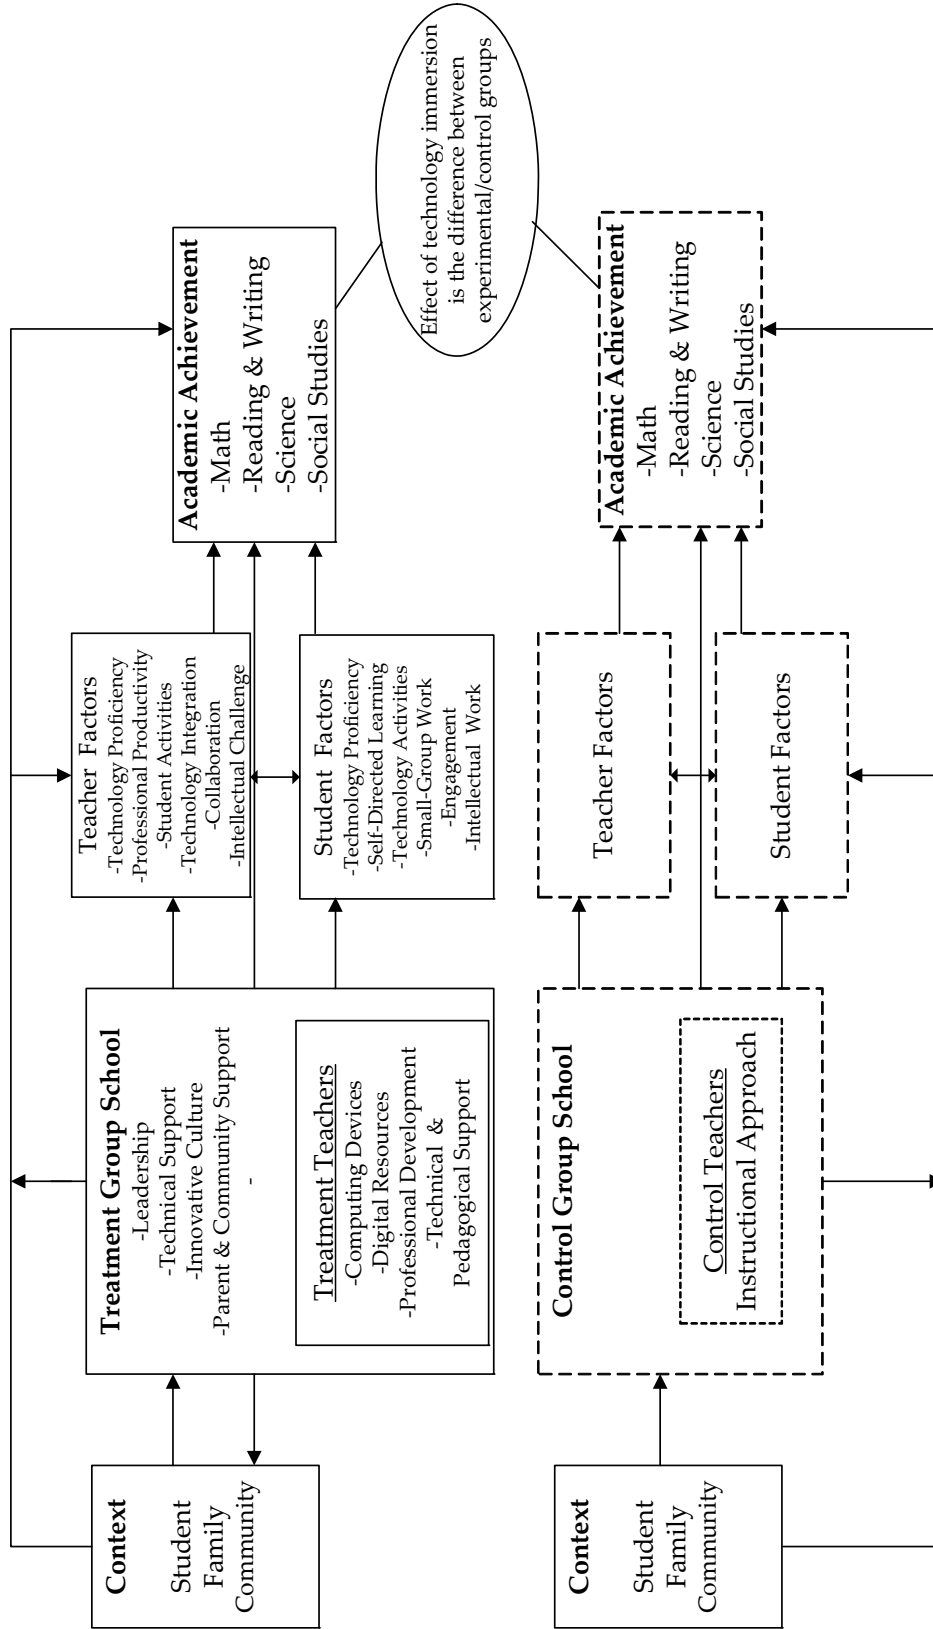 Context
Student
Family
Community
Treatment Group School
-Leadership
-Technical Support
-Innovative Culture
-Parent & Community Support
-
Treatment Teachers
-Computing Devices
-Digital Resources
-Professional Development
-Technical &
Pedagogical Support
Teacher Factors
-Technology Proficiency
-Professional Productivity
-Student Activities
-Technology Integration
-Collaboration
-Intellectual Challenge
Student Factors
-Technology Proficiency
-Self-Directed Learning
-Technology Activities
-Small-Group Work
-Engagement
-Intellectual Work
Academic Achievement
-Math
-Reading & Writing
-Science
-Social Studies
Effect of technology immersion
is the difference between
experimental/control groups
Context
Student
Family
Community
Control Group School
Control Teachers
Instructional Approach
Teacher Factors
Student Factors
Academic Achievement
-Math
-Reading & Writing
-Science
-Social Studies